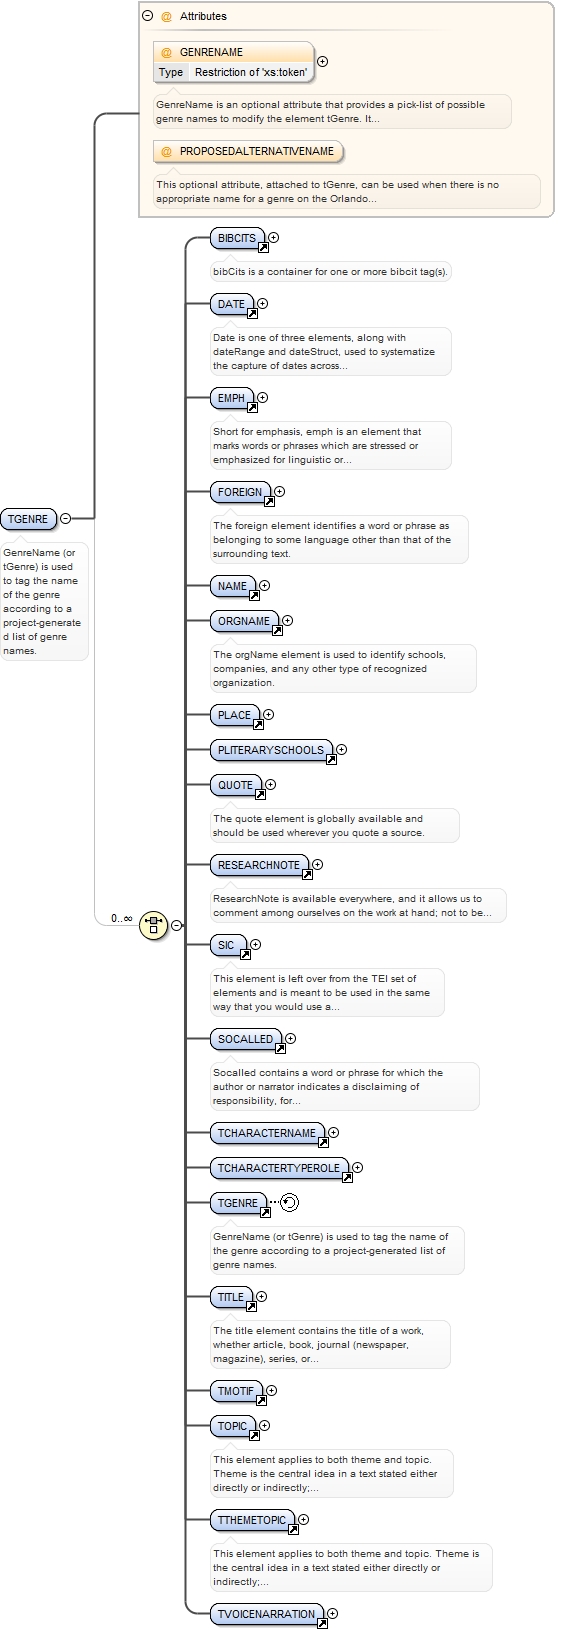 @ Attributes
@ GENRENAME
Type Restriction of 'xs:token'
GenreName is an optional attribute that provides a pick-list of possible
genre names to modify the element tGenre. It...
@ PROPOSEDALTERNATIVENAME
This optional attribute, attached to tGenre, can be used when there is no
appropriate name for a genre on the Orlando...
BIBCITS
bibCits is a container for one or more bibcit tag(s).
DATE
Date is one of three elements, along with
dateRange and dateStruct, used to systematize
the capture of dates across...
EMPH
Short for emphasis, emph is an element that
marks words or phrases which are stressed or
emphasized for linguistic or...
FOREIGN
The foreign element identifies a word or phrase as
belonging to some language other than that of the
surrounding text.
TGENRE
GenreName (or
tGenre) is used
to tag the name
of the genre
according to a
project-generate
d list of genre
names.
NAME
ORGNAME
The orgName element is used to identify schools,
companies, and any other type of recognized
organization.
PLACE
PLITERARYSCHOOLS
QUOTE
The quote element is globally available and
should be used wherever you quote a source.
RESEARCHNOTE
ResearchNote is available everywhere, and it allows us to
comment among ourselves on the work at hand; not to be...
0..∞
SIC
This element is left over from the TEI set of
elements and is meant to be used in the same
way that you would use a...
SOCALLED
Socalled contains a word or phrase for which the
author or narrator indicates a disclaiming of
responsibility, for...
TCHARACTERNAME
TCHARACTERTYPEROLE
TGENRE
GenreName (or tGenre) is used to tag the name of
the genre according to a project-generated list of
genre names.
TITLE
The title element contains the title of a work,
whether article, book, journal (newspaper,
magazine), series, or...
TMOTIF
TOPIC
This element applies to both theme and topic.
Theme is the central idea in a text stated either
directly or indirectly;...
TTHEMETOPIC
This element applies to both theme and topic. Theme is
the central idea in a text stated either directly or
indirectly;...
TVOICENARRATION